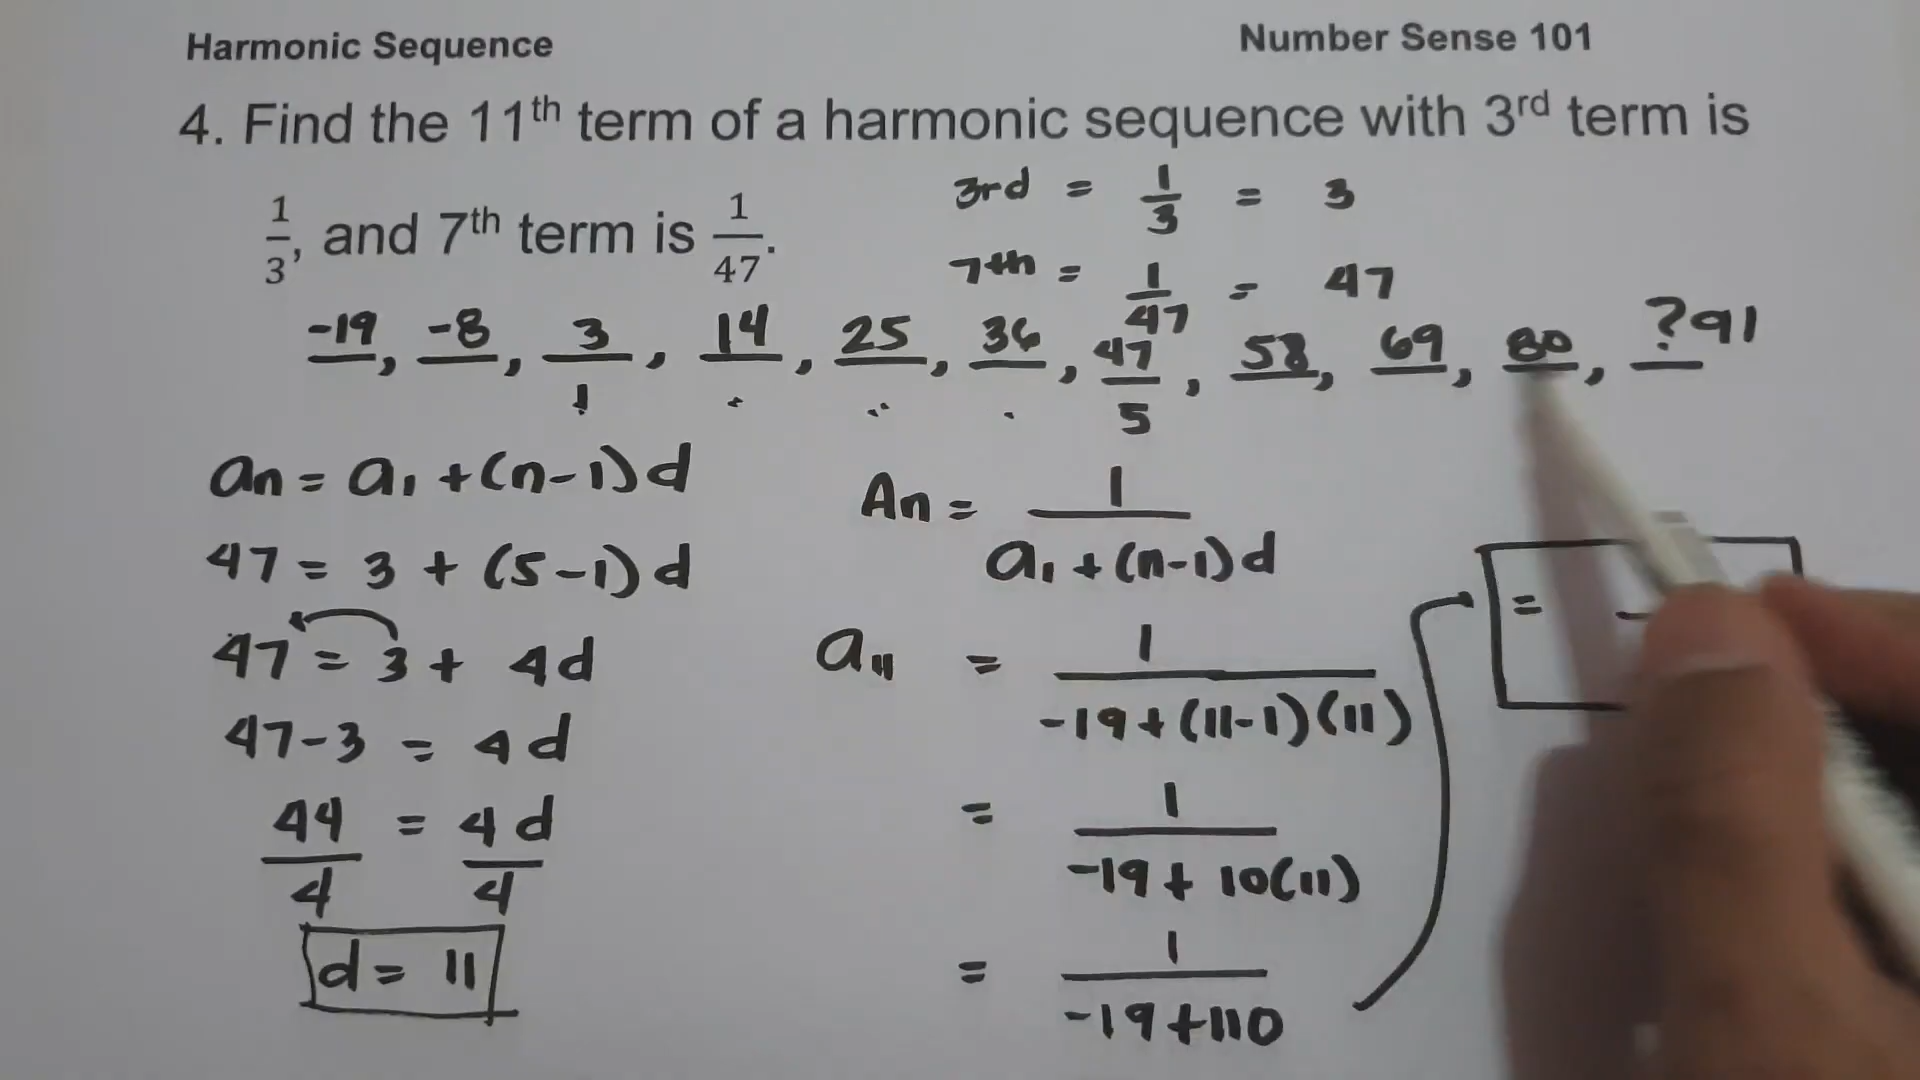 Harmonic Sequence
Number Sense 101
4. Find the 11th term of a harmonic sequence with 3rd term is
1/3, and 7th term is 1/47.
3rd = 1/3 = 3
7th = 1/47 = 47
-19, -8, 3, 14, 25, 36, 47, 58, 69, 80, ? 91
1 5
an = a1 + (n-1)d
47 = 3 + (5-1)d
47 = 3 + 4d
47-3 = 4d
44/4 = 4d/4
d = 11
An = 1/a1 + (n-1)d
a11 = 1/-19+(11-1)(11)
= 1/-19+10(11)
= 1/-19+110
=